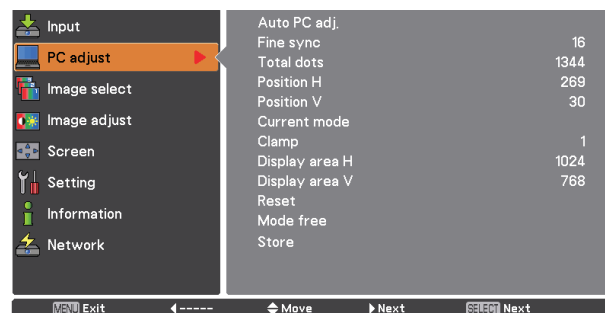 Input
PC adjust
Image select
Image adjust
Screen
Setting
Information
Network
Auto PC adj.
Fine sync 16
Total dots 1344
Position H 269
Position V 30
Current mode
Clamp 1
Display area H 1024
Display area V 768
Reset
Mode free
Store
MENU Exit ----- Move Next SELECT Next